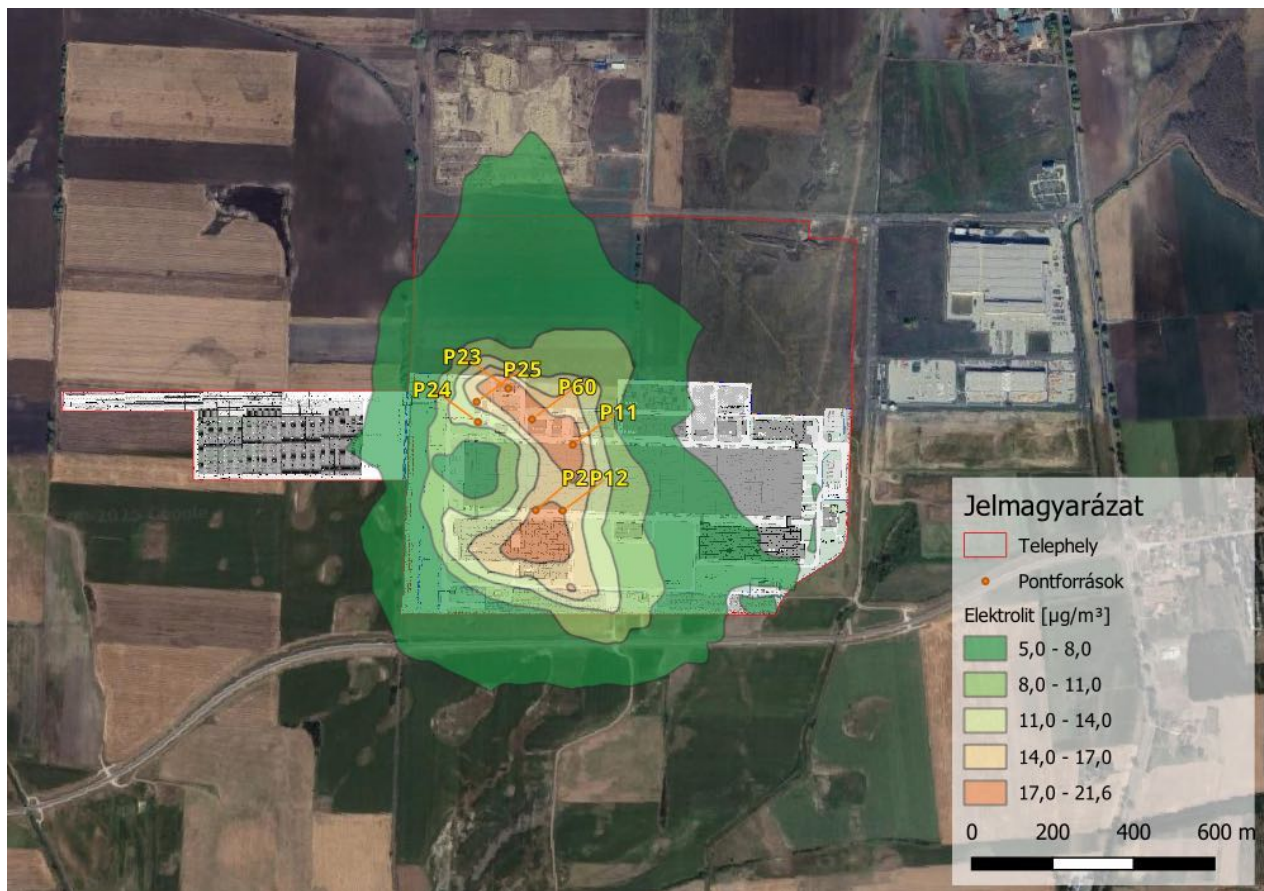 P23
P25
P24
P60
P11
P2
P12
Jelmagyarázat
Telephely
Pontforrások
Elektrolit [µg/m³]
5,0 - 8,0
8,0 - 11,0
11,0 - 14,0
14,0 - 17,0
17,0 - 21,6
0 200 400 600 m